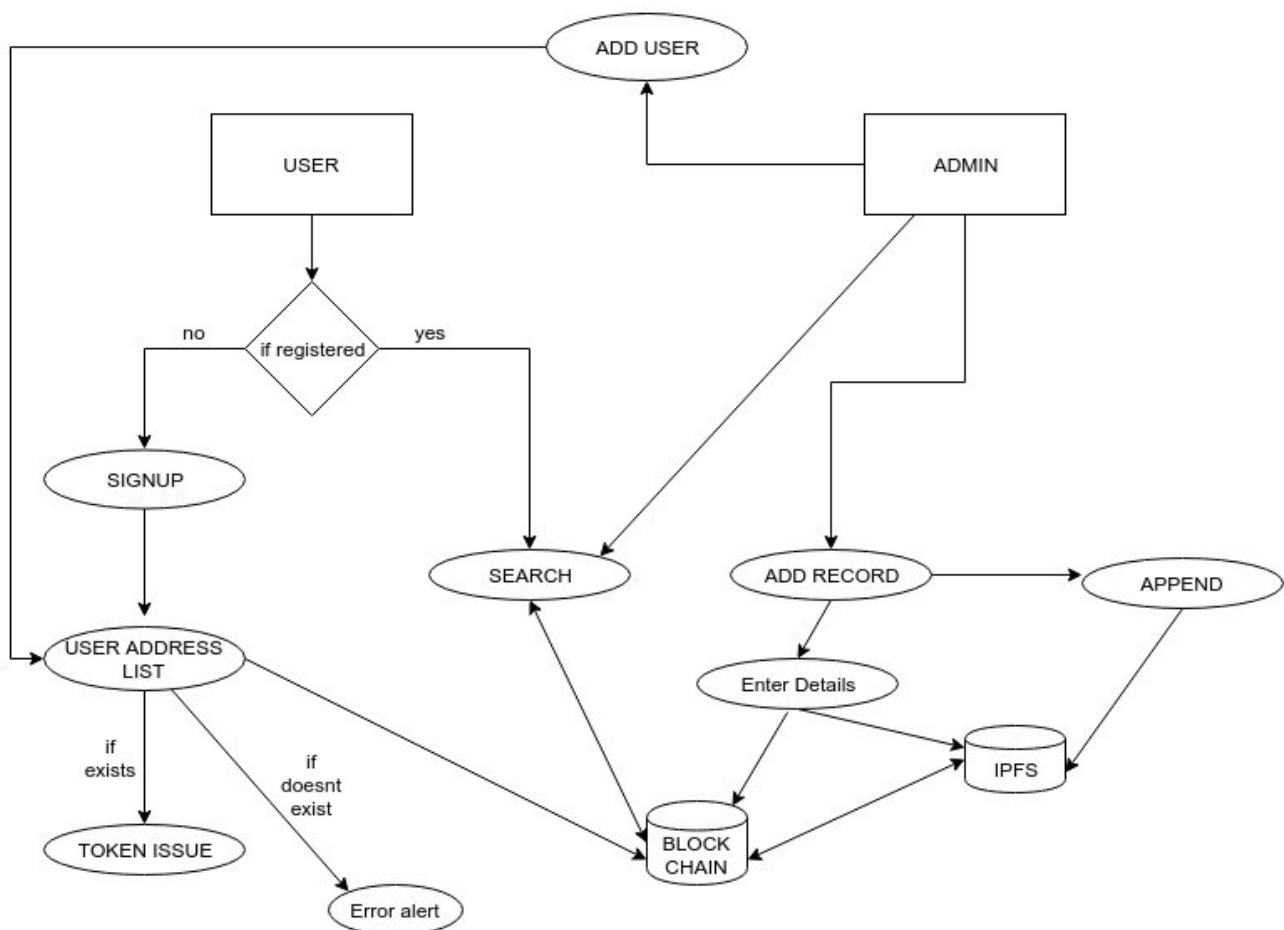 ADD USER
USER
ADMIN
no
if registered
yes
SIGNUP
SEARCH
ADD RECORD
APPEND
USER ADDRESS
LIST
Enter Details
if
exists
if
doesnt
exist
IPFS
TOKEN ISSUE
BLOCK
CHAIN
Error alert